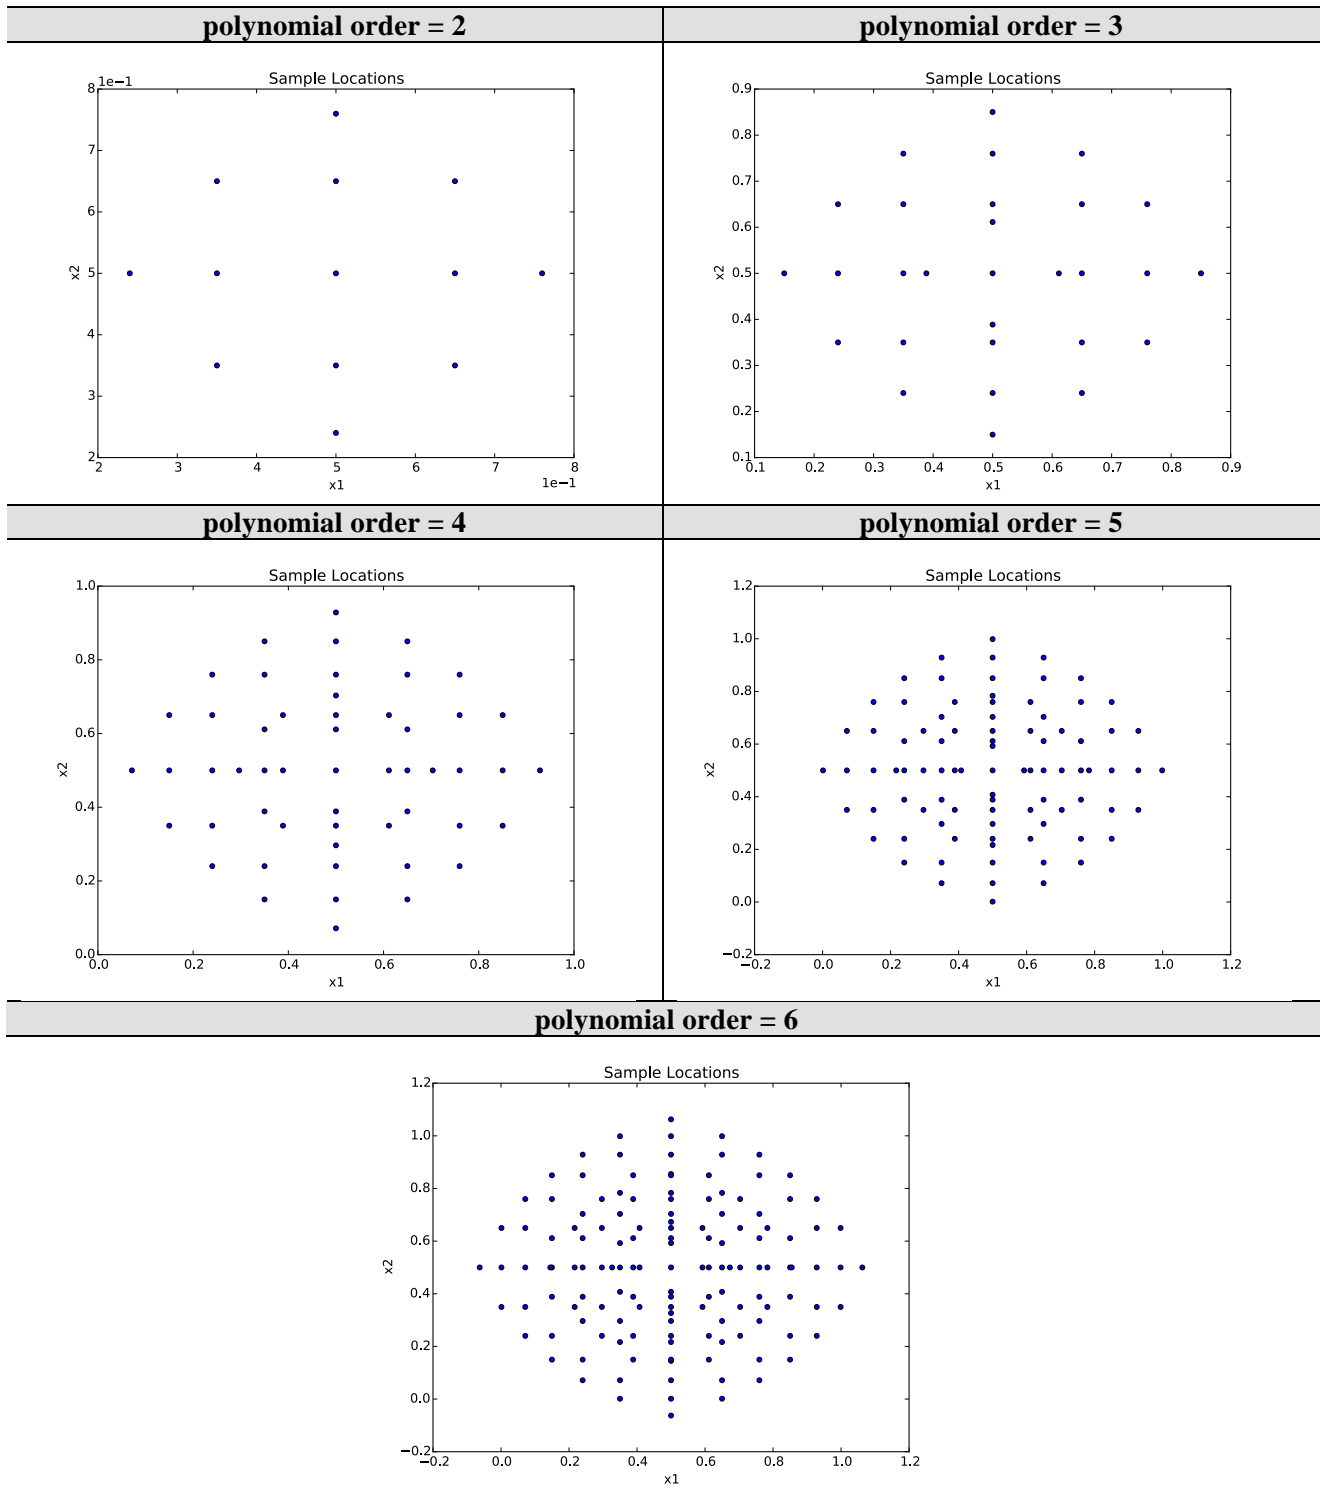 polynomial order = 2
polynomial order = 3
Sample Locations
1e−1
8
7
6
5
4
3
2
x2
2 3 4 5 6 7 8
1e−1
x1
Sample Locations
0.9
0.8
0.7
0.6
0.5
0.4
0.3
0.2
0.1
x2
0.1 0.2 0.3 0.4 0.5 0.6 0.7 0.8 0.9
x1
polynomial order = 4
polynomial order = 5
Sample Locations
1.0
0.8
0.6
0.4
0.2
0.0
x2
0.0 0.2 0.4 0.6 0.8 1.0
x1
Sample Locations
1.2
1.0
0.8
0.6
0.4
0.2
0.0
−0.2
x2
−0.2 0.0 0.2 0.4 0.6 0.8 1.0 1.2
x1
polynomial order = 6
Sample Locations
1.2
1.0
0.8
0.6
0.4
0.2
0.0
−0.2
x2
−0.2 0.0 0.2 0.4 0.6 0.8 1.0 1.2
x1